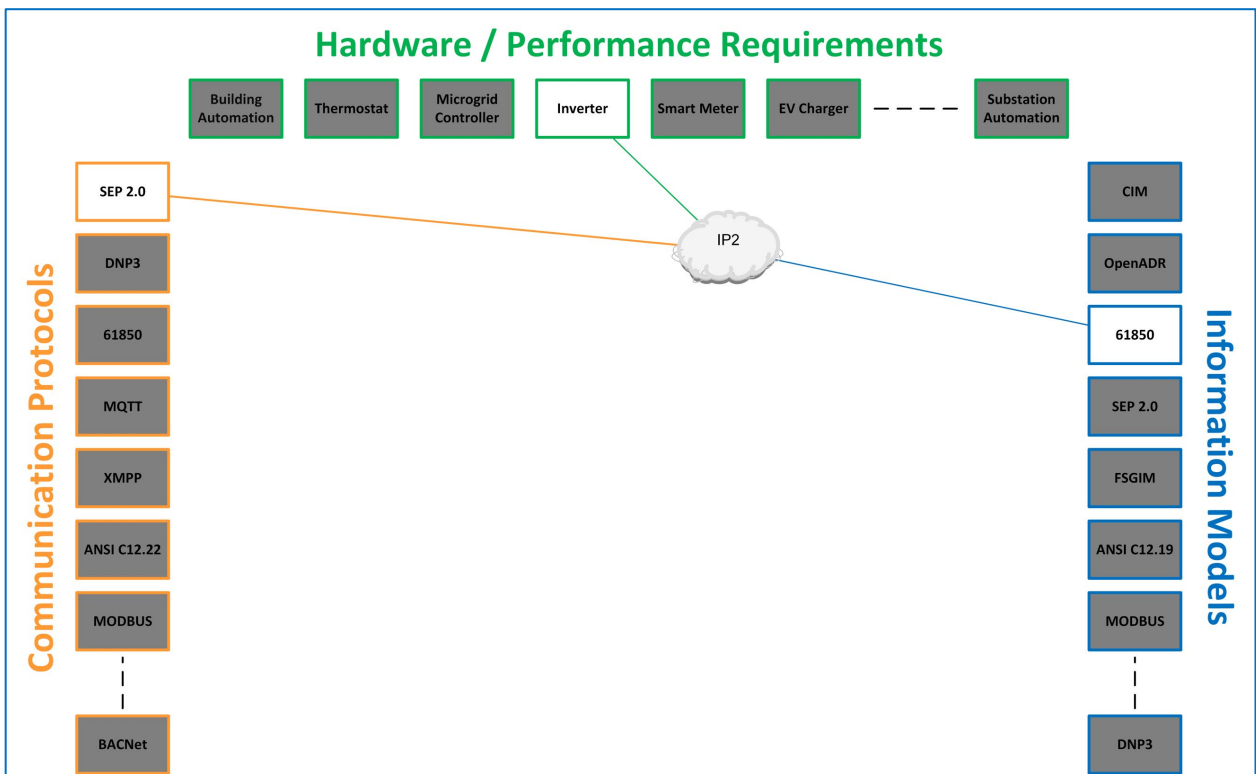 Hardware / Performance Requirements
Building
Automation
Thermostat
Microgrid
Controller
Inverter
Smart Meter
EV Charger
Substation
Automation
Communication Protocols
SEP 2.0
DNP3
61850
MQTT
XMPP
ANSI C12.22
MODBUS
BACNet
IP2
CIM
OpenADR
61850
SEP 2.0
FSGIM
ANSI C12.19
MODBUS
DNP3
Information Models